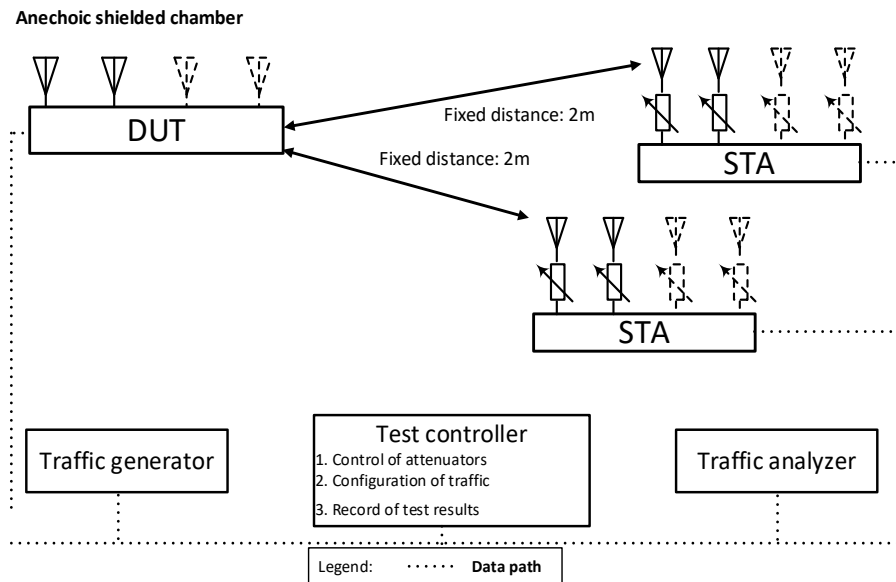 Anechoic shielded chamber
DUT
Fixed distance: 2m
Fixed distance: 2m
STA
STA
Traffic generator
Test controller
1. Control of attenuators
2. Configuration of traffic
3. Record of test results
Traffic analyzer
Legend: Data path